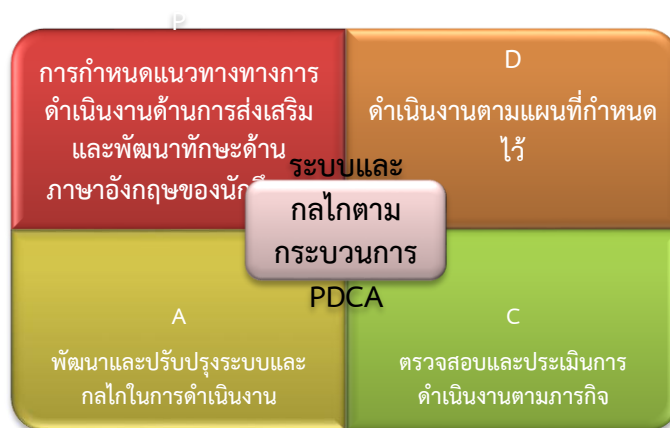 P
การกำหนดแนวทางทางการ
ดำเนินงานด้านการส่งเสริม
และพัฒนาทักษะด้าน
ภาษาอังกฤษของ
D
ดำเนินงานตามแผนที่กำหนด
ไว้
ระบบและ
กลไกตาม
กระบวนการ
PDCA
A
พัฒนาและปรับปรุงระบบและ
กลไกในการดำเนินงาน
C
ตรวจสอบและประเมินการ
ดำเนินงานตามภารกิจ